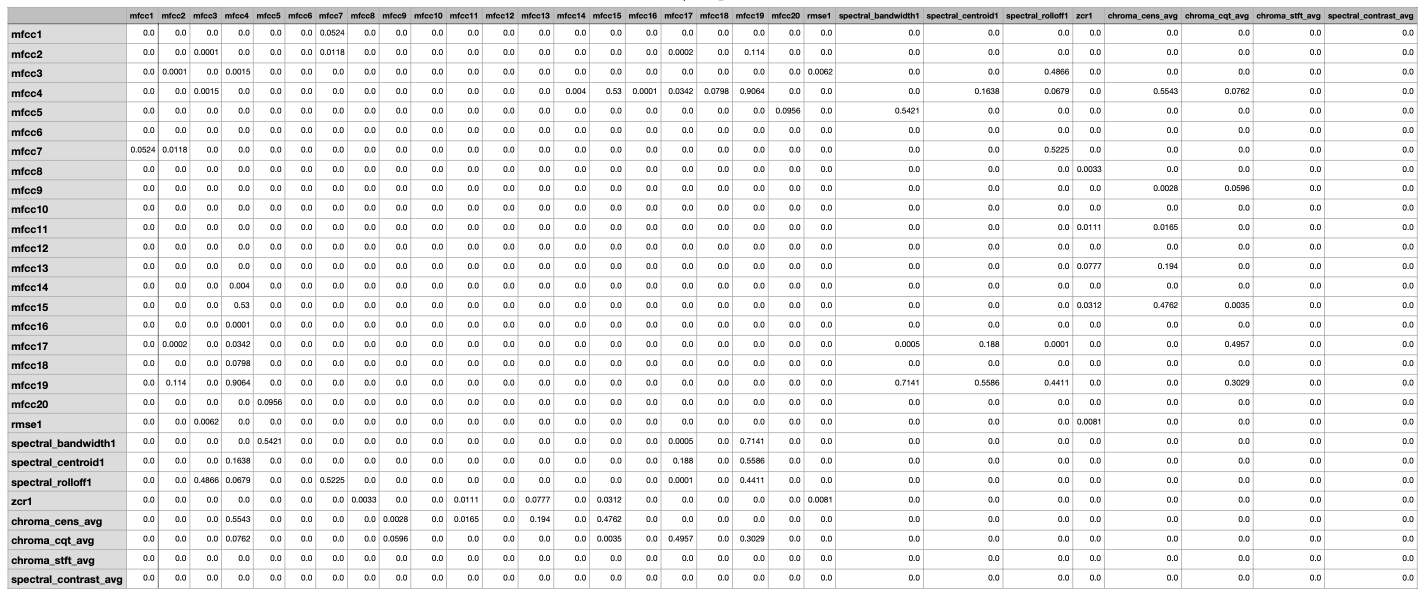 mfcc1 mfcc2 mfcc3 mfcc4 mfcc5 mfcc6 mfcc7 mfcc8 mfcc9 mfcc10 mfcc11 mfcc12 mfcc13 mfcc14 mfcc15 mfcc16 mfcc17 mfcc18 mfcc19 mfcc20 rmse1 spectral_bandwidth1 spectral_centroid1 spectral_rolloff1 zcr1 chroma_cens_avg chroma_cqt_avg chroma_stft_avg spectral_contrast_avg
mfcc1 0.0 0.0 0.0 0.0 0.0 0.0 0.0524 0.0 0.0 0.0 0.0 0.0 0.0 0.0 0.0 0.0 0.0 0.0 0.0 0.0 0.0 0.0 0.0 0.0 0.0 0.0 0.0 0.0 0.0
mfcc2 0.0 0.0 0.0001 0.0 0.0 0.0 0.0118 0.0 0.0 0.0 0.0 0.0 0.0 0.0 0.0 0.0 0.0002 0.0 0.114 0.0 0.0 0.0 0.0 0.0 0.0 0.0 0.0 0.0 0.0
mfcc3 0.0 0.0001 0.0 0.0015 0.0 0.0 0.0 0.0 0.0 0.0 0.0 0.0 0.0 0.0 0.0 0.0 0.0 0.0 0.0 0.0 0.0062 0.0 0.0 0.4866 0.0 0.0 0.0 0.0 0.0
mfcc4 0.0 0.0 0.0015 0.0 0.0 0.0 0.0 0.0 0.0 0.0 0.0 0.0 0.0 0.004 0.53 0.0001 0.0342 0.0798 0.9064 0.0 0.0 0.0 0.1638 0.0679 0.0 0.5543 0.0762 0.0 0.0
mfcc5 0.0 0.0 0.0 0.0 0.0 0.0 0.0 0.0 0.0 0.0 0.0 0.0 0.0 0.0 0.0 0.0 0.0 0.0 0.0 0.0956 0.0 0.5421 0.0 0.0 0.0 0.0 0.0 0.0 0.0
mfcc6 0.0 0.0 0.0 0.0 0.0 0.0 0.0 0.0 0.0 0.0 0.0 0.0 0.0 0.0 0.0 0.0 0.0 0.0 0.0 0.0 0.0 0.0 0.0 0.0 0.0 0.0 0.0 0.0 0.0
mfcc7 0.0524 0.0118 0.0 0.0 0.0 0.0 0.0 0.0 0.0 0.0 0.0 0.0 0.0 0.0 0.0 0.0 0.0 0.0 0.0 0.0 0.0 0.0 0.0 0.5225 0.0 0.0 0.0 0.0 0.0
mfcc8 0.0 0.0 0.0 0.0 0.0 0.0 0.0 0.0 0.0 0.0 0.0 0.0 0.0 0.0 0.0 0.0 0.0 0.0 0.0 0.0 0.0 0.0 0.0 0.0 0.0033 0.0 0.0 0.0 0.0
mfcc9 0.0 0.0 0.0 0.0 0.0 0.0 0.0 0.0 0.0 0.0 0.0 0.0 0.0 0.0 0.0 0.0 0.0 0.0 0.0 0.0 0.0 0.0 0.0 0.0 0.0 0.0028 0.0596 0.0 0.0
mfcc10 0.0 0.0 0.0 0.0 0.0 0.0 0.0 0.0 0.0 0.0 0.0 0.0 0.0 0.0 0.0 0.0 0.0 0.0 0.0 0.0 0.0 0.0 0.0 0.0 0.0 0.0 0.0 0.0 0.0
mfcc11 0.0 0.0 0.0 0.0 0.0 0.0 0.0 0.0 0.0 0.0 0.0 0.0 0.0 0.0 0.0 0.0 0.0 0.0 0.0 0.0 0.0 0.0 0.0 0.0 0.0111 0.0165 0.0 0.0 0.0
mfcc12 0.0 0.0 0.0 0.0 0.0 0.0 0.0 0.0 0.0 0.0 0.0 0.0 0.0 0.0 0.0 0.0 0.0 0.0 0.0 0.0 0.0 0.0 0.0 0.0 0.0 0.0 0.0 0.0 0.0
mfcc13 0.0 0.0 0.0 0.0 0.0 0.0 0.0 0.0 0.0 0.0 0.0 0.0 0.0 0.0 0.0 0.0 0.0 0.0 0.0 0.0 0.0 0.0 0.0 0.0 0.0777 0.194 0.0 0.0 0.0
mfcc14 0.0 0.0 0.0 0.004 0.0 0.0 0.0 0.0 0.0 0.0 0.0 0.0 0.0 0.0 0.0 0.0 0.0 0.0 0.0 0.0 0.0 0.0 0.0 0.0 0.0 0.0 0.0 0.0 0.0
mfcc15 0.0 0.0 0.0 0.53 0.0 0.0 0.0 0.0 0.0 0.0 0.0 0.0 0.0 0.0 0.0 0.0 0.0 0.0 0.0 0.0 0.0 0.0 0.0 0.0 0.0312 0.4762 0.0035 0.0 0.0
mfcc16 0.0 0.0 0.0 0.0001 0.0 0.0 0.0 0.0 0.0 0.0 0.0 0.0 0.0 0.0 0.0 0.0 0.0 0.0 0.0 0.0 0.0 0.0 0.0 0.0 0.0 0.0 0.0 0.0 0.0
mfcc17 0.0 0.0002 0.0 0.0342 0.0 0.0 0.0 0.0 0.0 0.0 0.0 0.0 0.0 0.0 0.0 0.0 0.0 0.0 0.0 0.0 0.0 0.0005 0.188 0.0001 0.0 0.0 0.4957 0.0 0.0
mfcc18 0.0 0.0 0.0 0.0798 0.0 0.0 0.0 0.0 0.0 0.0 0.0 0.0 0.0 0.0 0.0 0.0 0.0 0.0 0.0 0.0 0.0 0.0 0.0 0.0 0.0 0.0 0.0 0.0 0.0
mfcc19 0.0 0.114 0.0 0.9064 0.0 0.0 0.0 0.0 0.0 0.0 0.0 0.0 0.0 0.0 0.0 0.0 0.0 0.0 0.0 0.0 0.0 0.7141 0.5586 0.4411 0.0 0.0 0.3029 0.0 0.0
mfcc20 0.0 0.0 0.0 0.0 0.0956 0.0 0.0 0.0 0.0 0.0 0.0 0.0 0.0 0.0 0.0 0.0 0.0 0.0 0.0 0.0 0.0 0.0 0.0 0.0 0.0 0.0 0.0 0.0 0.0
rmse1 0.0 0.0 0.0062 0.0 0.0 0.0 0.0 0.0 0.0 0.0 0.0 0.0 0.0 0.0 0.0 0.0 0.0 0.0 0.0 0.0 0.0 0.0 0.0 0.0 0.0081 0.0 0.0 0.0 0.0
spectral_bandwidth1 0.0 0.0 0.0 0.0 0.5421 0.0 0.0 0.0 0.0 0.0 0.0 0.0 0.0 0.0 0.0 0.0 0.0005 0.0 0.7141 0.0 0.0 0.0 0.0 0.0 0.0 0.0 0.0 0.0 0.0
spectral_centroid1 0.0 0.0 0.0 0.1638 0.0 0.0 0.0 0.0 0.0 0.0 0.0 0.0 0.0 0.0 0.0 0.0 0.188 0.0 0.5586 0.0 0.0 0.0 0.0 0.0 0.0 0.0 0.0 0.0 0.0
spectral_rolloff1 0.0 0.0 0.4866 0.0679 0.0 0.0 0.5225 0.0 0.0 0.0 0.0 0.0 0.0 0.0 0.0 0.0 0.0001 0.0 0.4411 0.0 0.0 0.0 0.0 0.0 0.0 0.0 0.0 0.0 0.0
zcr1 0.0 0.0 0.0 0.0 0.0 0.0 0.0 0.0033 0.0 0.0 0.0111 0.0 0.0777 0.0 0.0312 0.0 0.0 0.0 0.0 0.0 0.0081 0.0 0.0 0.0 0.0 0.0 0.0 0.0 0.0
chroma_cens_avg 0.0 0.0 0.0 0.5543 0.0 0.0 0.0 0.0 0.0028 0.0 0.0165 0.0 0.194 0.0 0.4762 0.0 0.0 0.0 0.0 0.0 0.0 0.0 0.0 0.0 0.0 0.0 0.0 0.0 0.0
chroma_cqt_avg 0.0 0.0 0.0 0.0762 0.0 0.0 0.0 0.0 0.0596 0.0 0.0 0.0 0.0 0.0 0.0035 0.0 0.4957 0.0 0.3029 0.0 0.0 0.0 0.0 0.0 0.0 0.0 0.0 0.0 0.0
chroma_stft_avg 0.0 0.0 0.0 0.0 0.0 0.0 0.0 0.0 0.0 0.0 0.0 0.0 0.0 0.0 0.0 0.0 0.0 0.0 0.0 0.0 0.0 0.0 0.0 0.0 0.0 0.0 0.0 0.0 0.0
spectral_contrast_avg 0.0 0.0 0.0 0.0 0.0 0.0 0.0 0.0 0.0 0.0 0.0 0.0 0.0 0.0 0.0 0.0 0.0 0.0 0.0 0.0 0.0 0.0 0.0 0.0 0.0 0.0 0.0 0.0 0.0